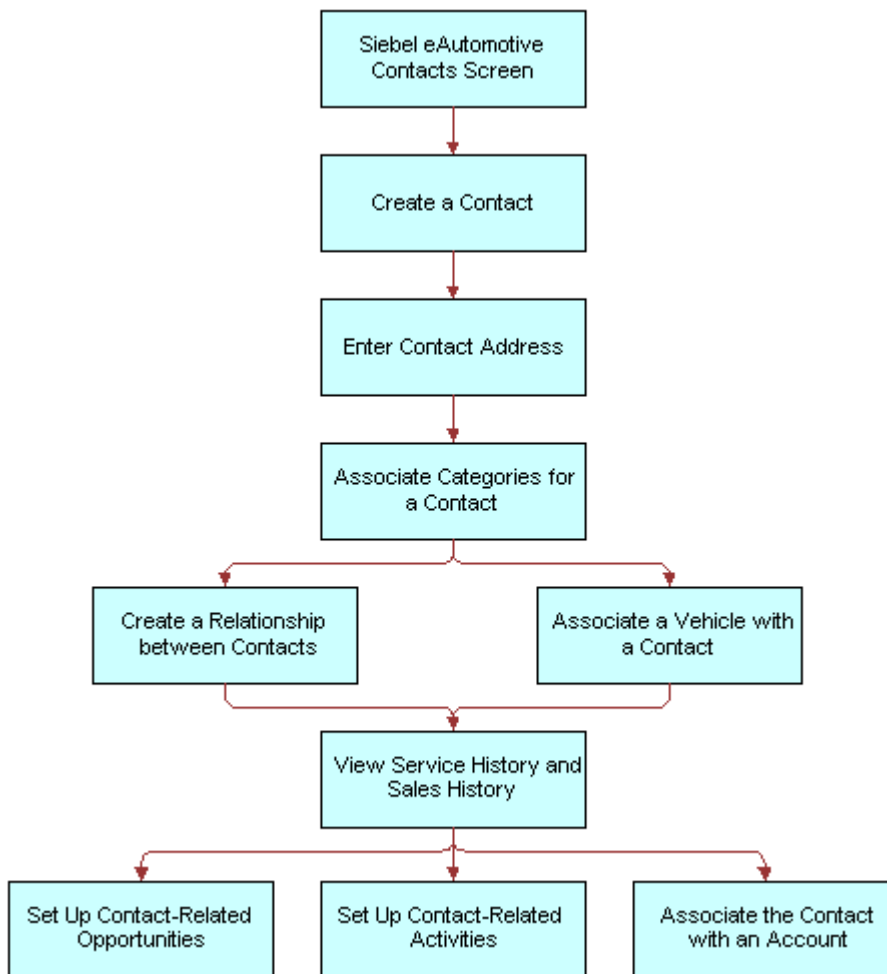 Siebel eAutomotive
Contacts Screen
Create a Contact
Enter Contact Address
Associate Categories for
a Contact
Create a Relationship
between Contacts
Associate a Vehicle with
a Contact
View Service History and
Sales History
Set Up Contact-Related
Opportunities
Set Up Contact-Related
Activities
Associate the Contact
with an Account